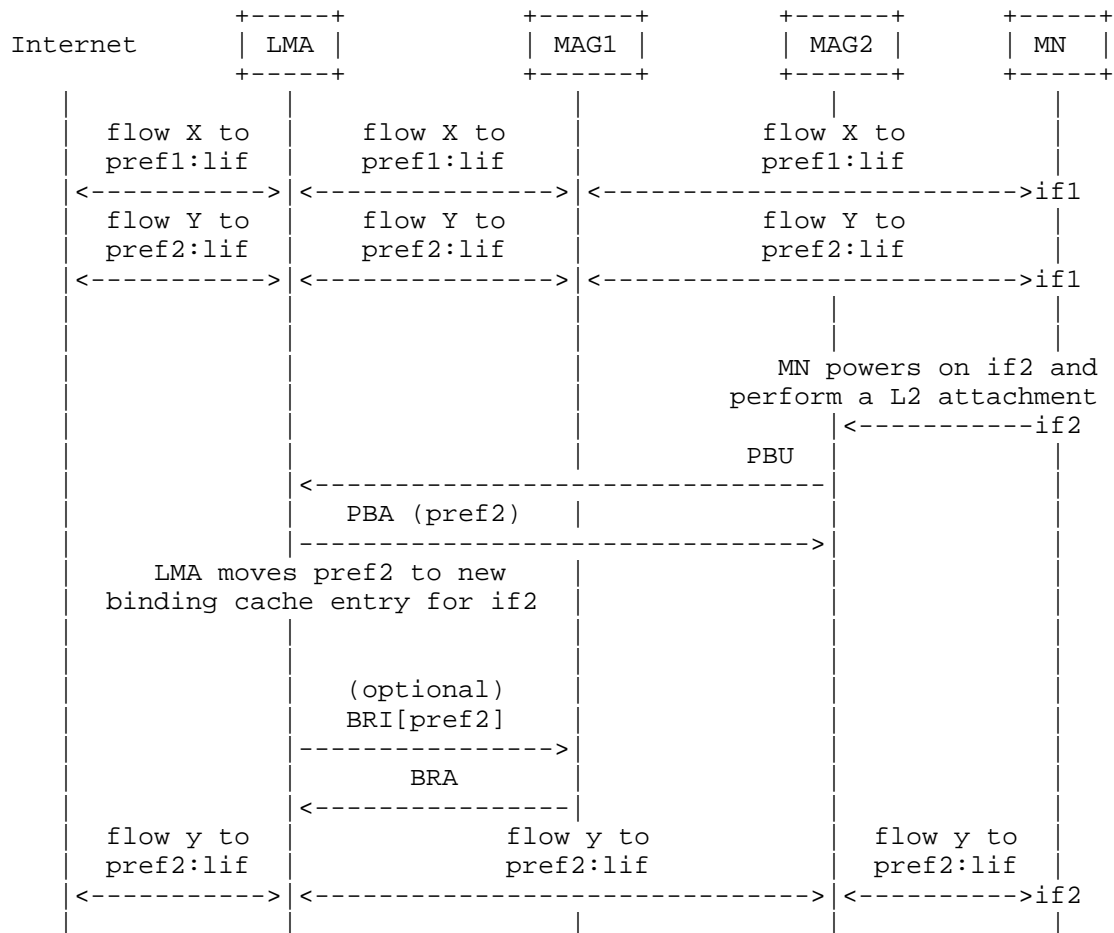 Internet LMA MAG1 MAG2 MN
flow X to flow X to flow X to
pref1:lif pref1:lif pref1:lif
if1
flow Y to flow Y to flow Y to
pref2:lif pref2:lif pref2:lif
if1
MN powers on if2 and
perform a L2 attachment
if2
PBU
PBA (pref2)
LMA moves pref2 to new
binding cache entry for if2
(optional)
BRI[pref2]
BRA
flow y to flow y to flow y to
pref2:lif pref2:lif pref2:lif
if2